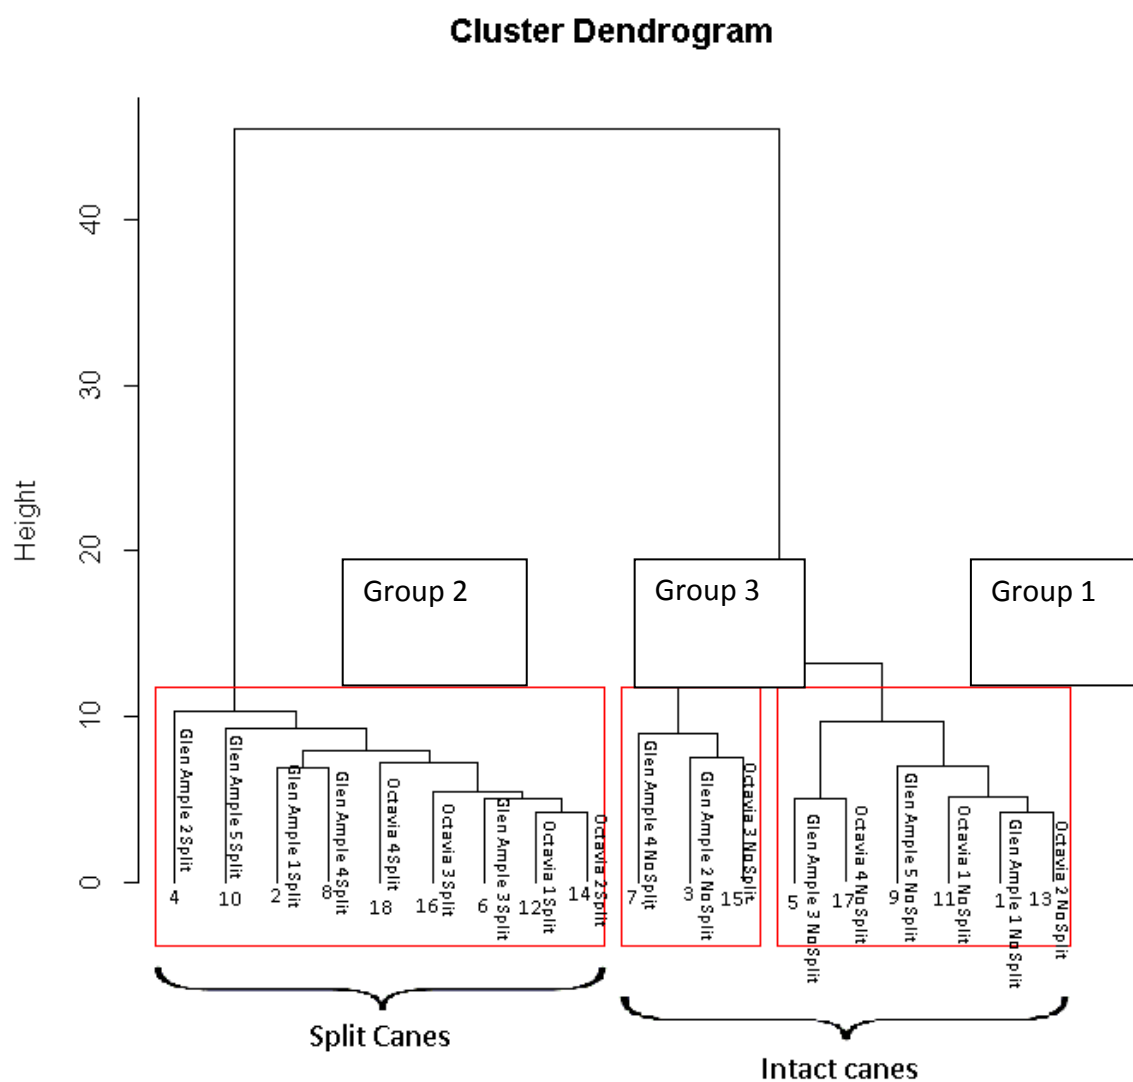 Cluster Dendrogram
Height
40
30
20
10
0
Group 2
Group 3
Group 1
Glen Ample 2 Split
Glen Ample 5 Split
Glen Ample 1 Split
Glen Ample 4 Split
Octavia 4 Split
Octavia 3 Split
Glen Ample 3 Split
Octavia 1 Split
Octavia 2 Split
Glen Ample 4 No Split
Glen Ample 2 No Split
Octavia 3 No Split
Glen Ample 3 No Split
Octavia 4 No Split
Glen Ample 5 No Split
Octavia 1 No Split
Glen Ample 1 No Split
Octavia 2 No Split
4
10
2
8
18
16
6
12
14
7
3
15
5
17
9
11
1
13
Split Canes
Intact canes